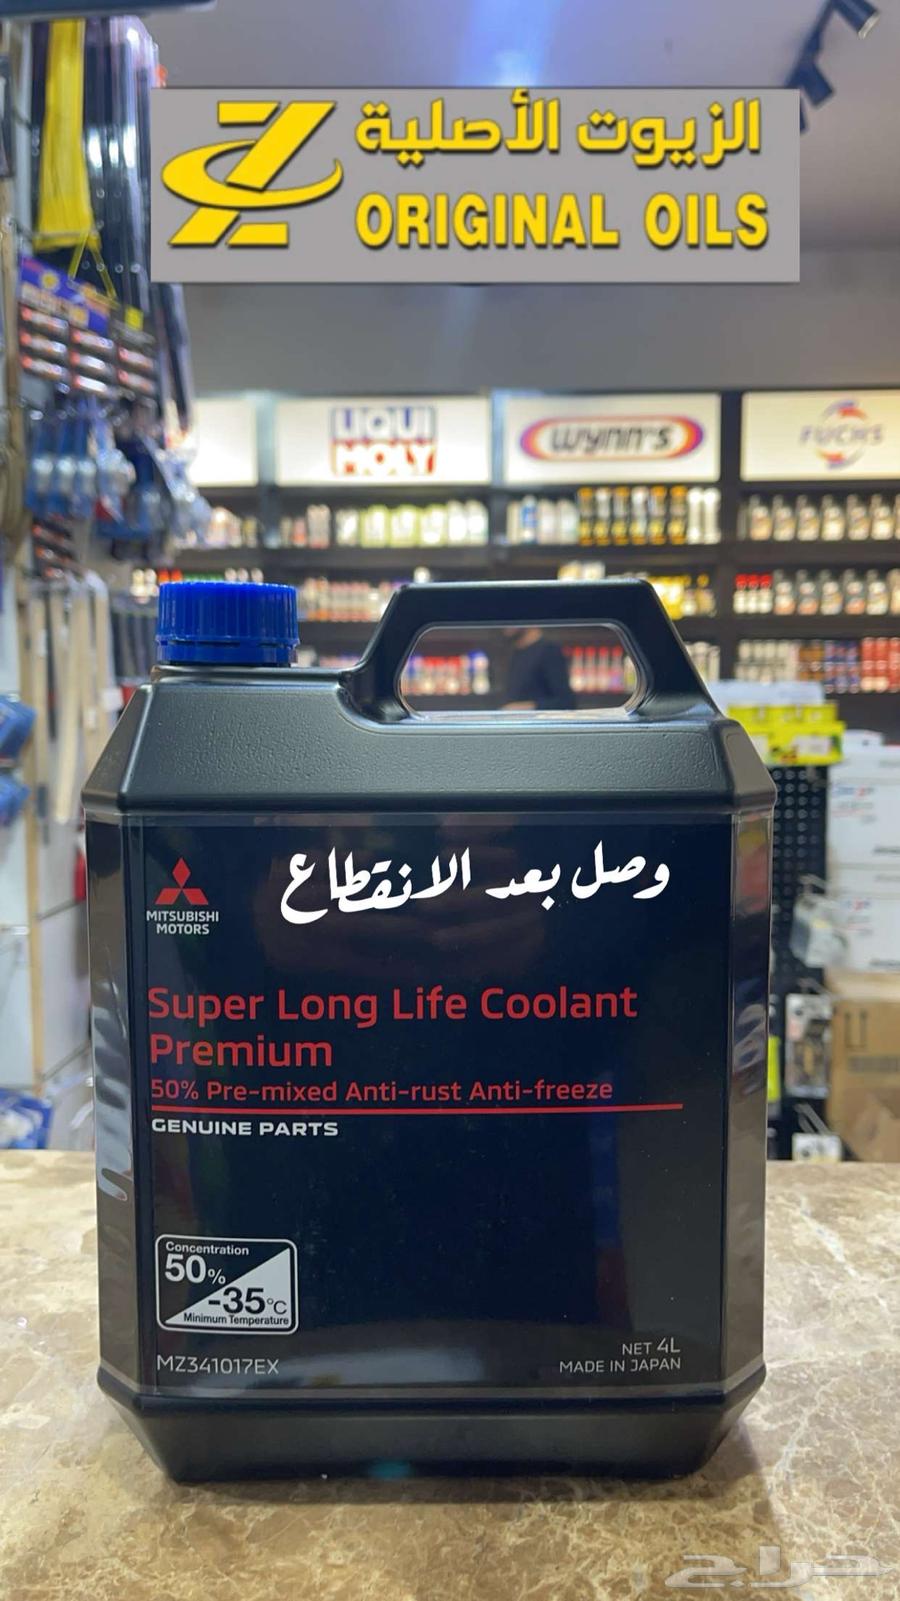 الزيوت الأصلية
ORIGINAL OILS
LIQUI
MOLY
WYNN'S
FUCHS
وصل بعد الانقطاع
MITSUBISHI
MOTORS
Super Long Life Coolant
Premium
50% Pre-mixed Anti-rust Anti-freeze
GENUINE PARTS
Concentration
50%
-35°C
Minimum Temperature
MZ341017EX
NET 4L
MADE IN JAPAN
حراج